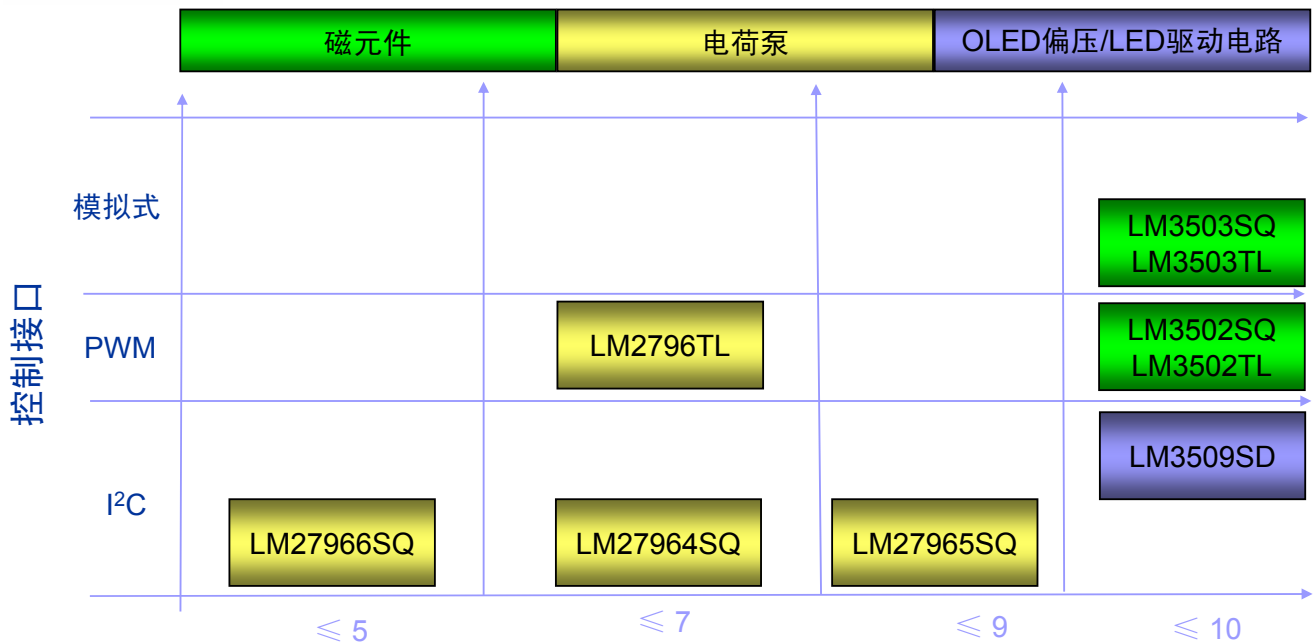 磁元件
电荷泵
OLED偏压/LED驱动电路
控制接口
模拟式
LM3503SQ
LM3503TL
PWM
LM2796TL
LM3502SQ
LM3502TL
I²C
LM3509SD
LM27966SQ
LM27964SQ
LM27965SQ
≤ 5
≤ 7
≤ 9
≤ 10